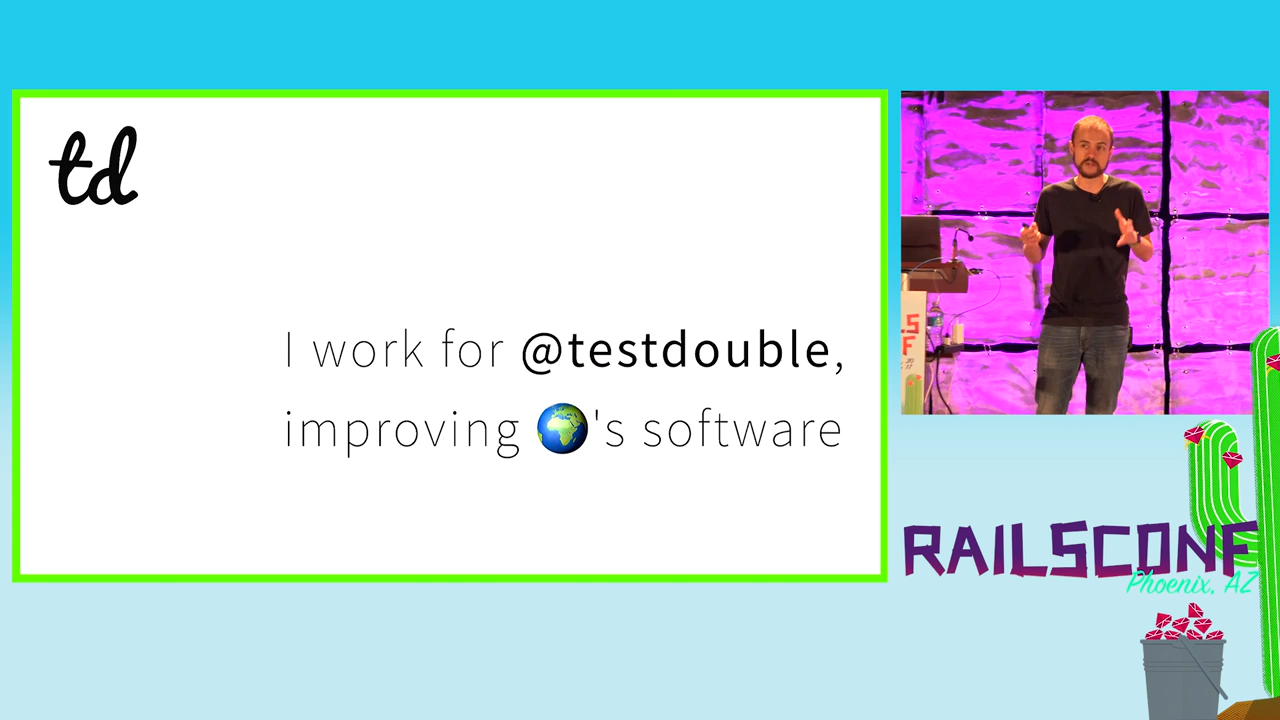 td
I work for @testdouble,
improving 🌍's software
RAILSCONF
Phoenix, AZ